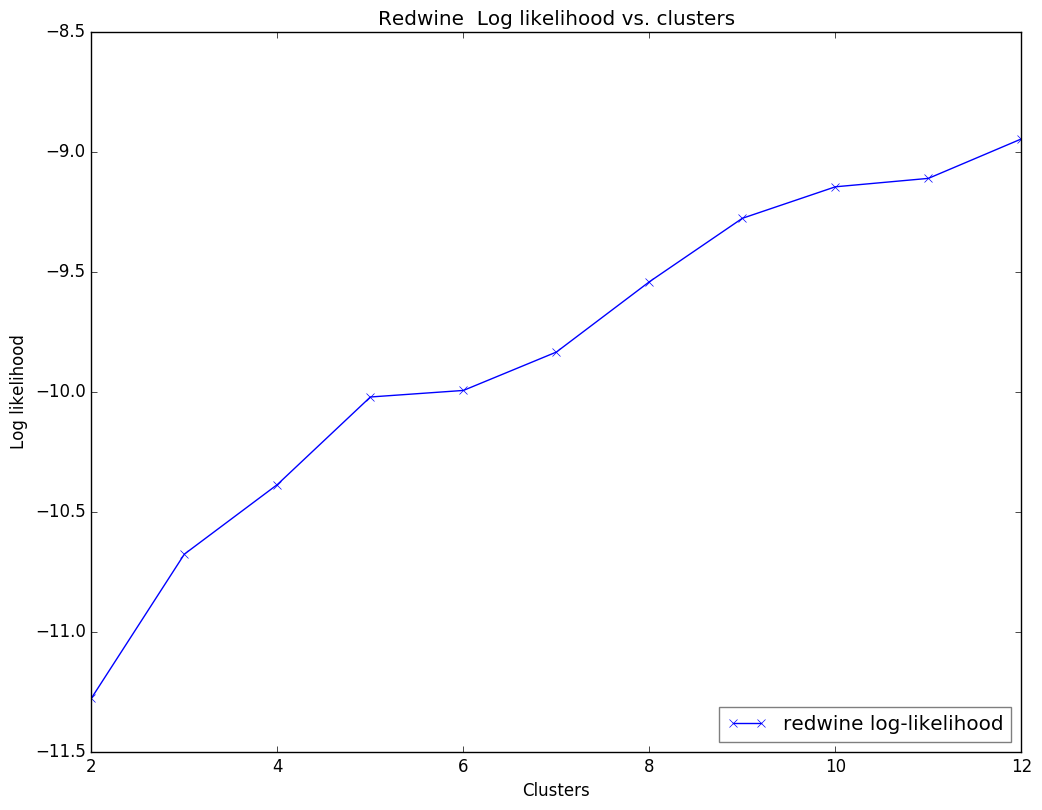 Redwine  Log likelihood vs. clusters
−8.5
−9.0
−9.5
−10.0
−10.5
−11.0
−11.5
Log likelihood
redwine log-likelihood
2 4 6 8 10 12
Clusters